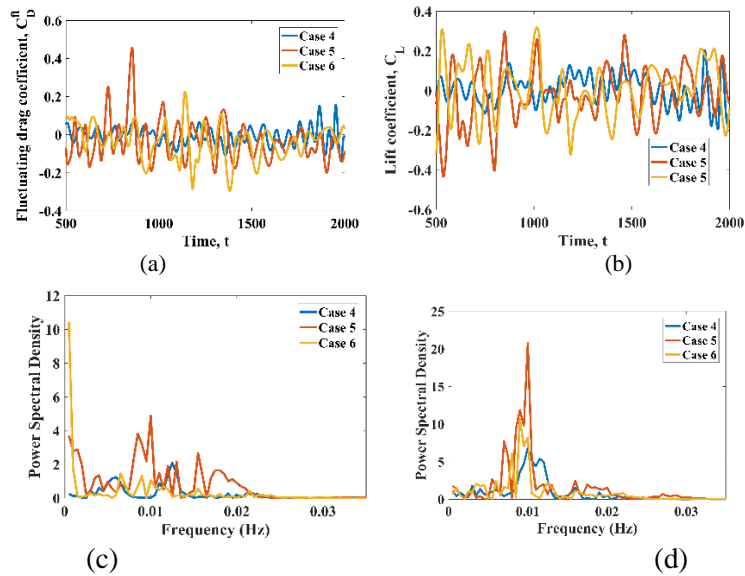 0.6
0.4
0.2
0
-0.2
-0.4
Fluctuating drag coefficient, C_D^fl
Case 4
Case 5
Case 6
500 1000 1500 2000
Time, t
(a)
0.4
0.2
0
-0.2
-0.4
-0.6
Lift coefficient, C_L
Case 4
Case 5
Case 5
500 1000 1500 2000
Time, t
(b)
12
10
8
6
4
2
0
Power Spectral Density
Case 4
Case 5
Case 6
0 0.01 0.02 0.03
Frequency (Hz)
(c)
25
20
15
10
5
0
Power Spectral Density
Case 4
Case 5
Case 6
0 0.01 0.02 0.03
Frequency (Hz)
(d)